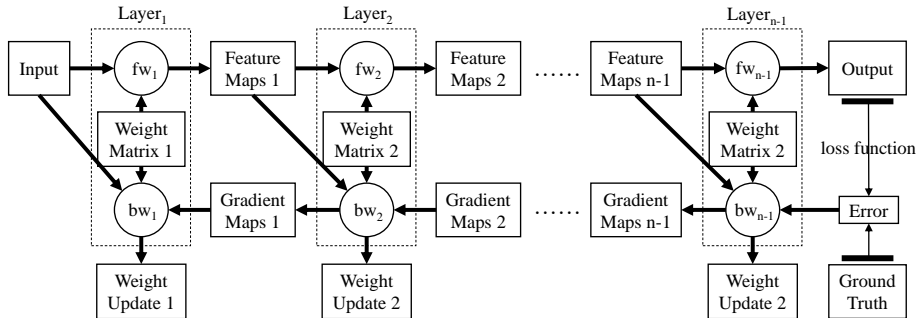 Layer1
Layer2
Layern-1
Input
fw1
Feature
Maps 1
fw2
Feature
Maps 2
......
Feature
Maps n-1
fwn-1
Output
Weight
Matrix 1
Weight
Matrix 2
Weight
Matrix 2
loss function
bw1
Gradient
Maps 1
bw2
Gradient
Maps 2
......
Gradient
Maps n-1
bwn-1
Error
Weight
Update 1
Weight
Update 2
Weight
Update 2
Ground
Truth